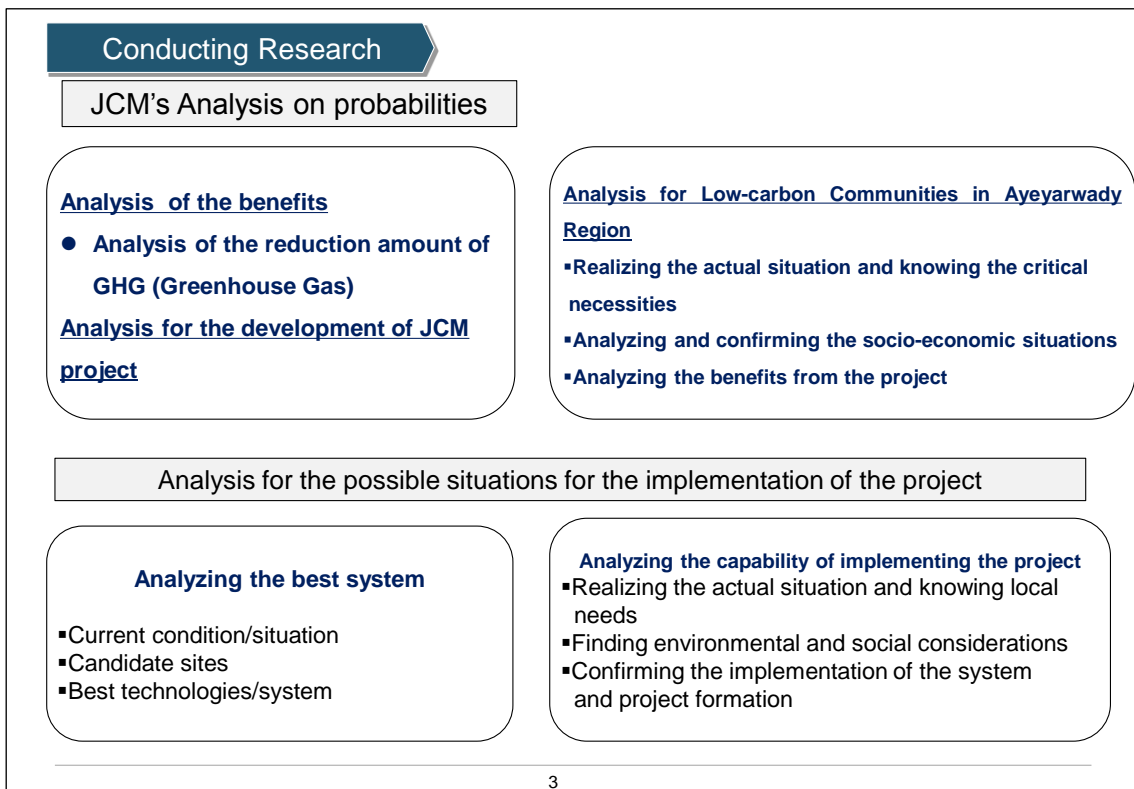 Conducting Research
JCM’s Analysis on probabilities
Analysis of the benefits
● Analysis of the reduction amount of
GHG (Greenhouse Gas)
Analysis for the development of JCM
project
Analysis for Low-carbon Communities in Ayeyarwady
Region
▪Realizing the actual situation and knowing the critical
necessities
▪Analyzing and confirming the socio-economic situations
▪Analyzing the benefits from the project
Analysis for the possible situations for the implementation of the project
Analyzing the best system
▪Current condition/situation
▪Candidate sites
▪Best technologies/system
Analyzing the capability of implementing the project
▪Realizing the actual situation and knowing local
needs
▪Finding environmental and social considerations
▪Confirming the implementation of the system
and project formation
3